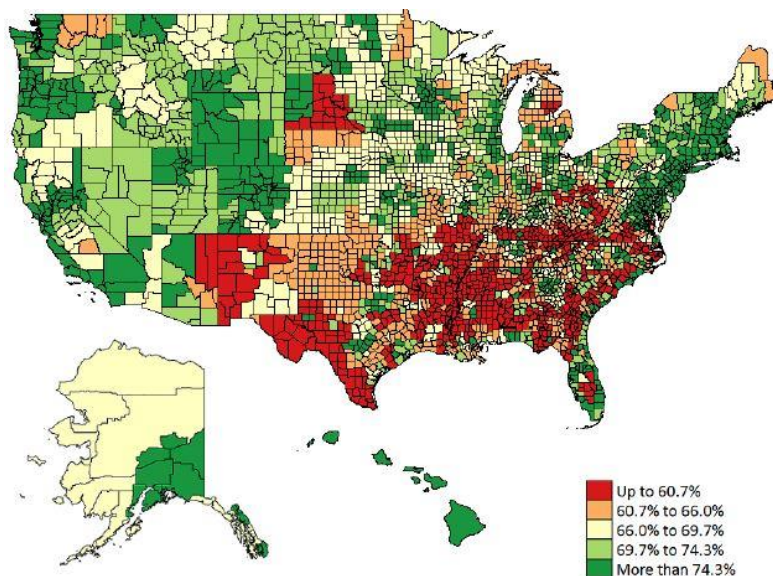 Up to 60.7%
60.7% to 66.0%
66.0% to 69.7%
69.7% to 74.3%
More than 74.3%